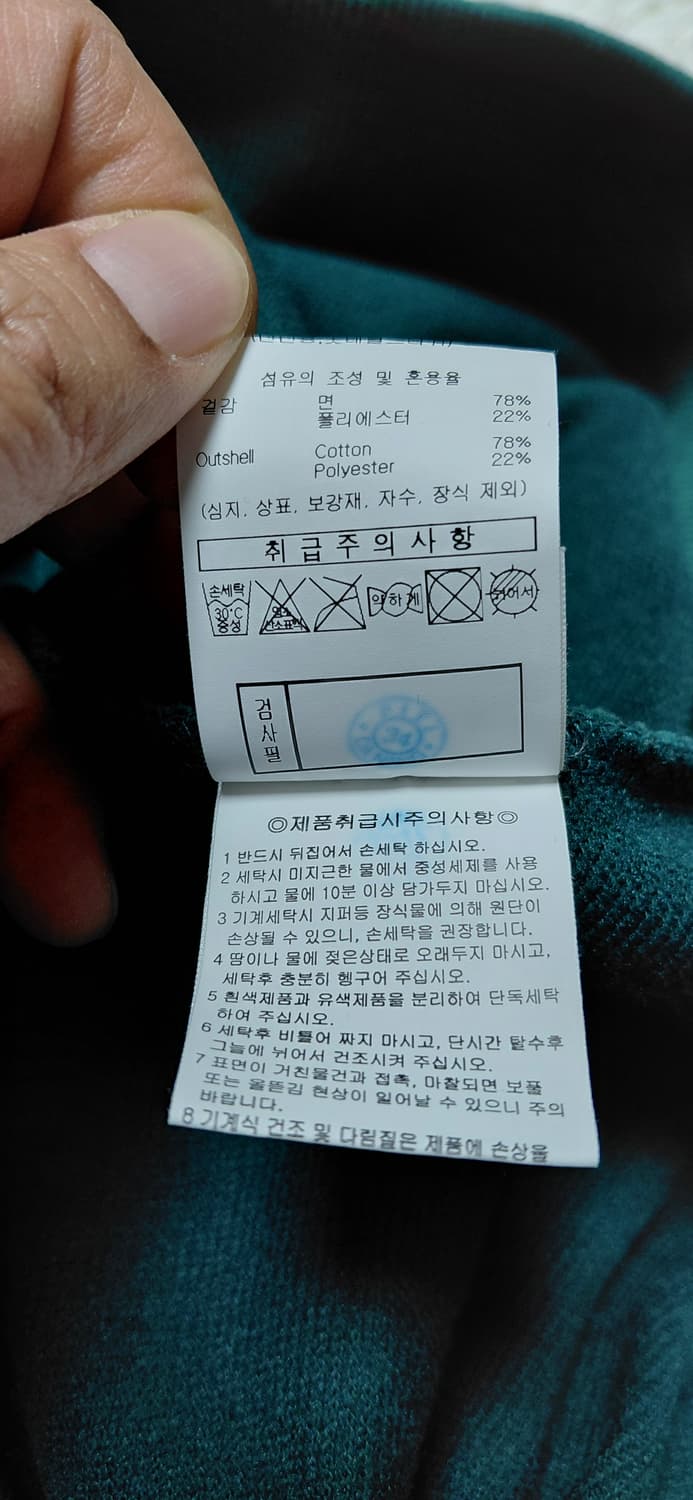 섬유의 조성 및 혼용율
겉감 면 78%
폴리에스터 22%
Outshell Cotton 78%
Polyester 22%
(심지, 상표, 보강재, 자수, 장식 제외)
취급주의사항
손세탁 30°C 중성 염소 산소표백 약하게 뉘어서
검사필
◎제품취급시주의사항◎
1 반드시 뒤집어서 손세탁 하십시오.
2 세탁시 미지근한 물에서 중성세제를 사용
하시고 물에 10분 이상 담가두지 마십시오.
3 기계세탁시 지퍼등 장식물에 의해 원단이
손상될 수 있으니, 손세탁을 권장합니다.
4 땀이나 물에 젖은상태로 오래두지 마시고,
세탁후 충분히 헹구어 주십시오.
5 흰색제품과 유색제품을 분리하여 단독세탁
하여 주십시오.
6 세탁후 비틀어 짜지 마시고, 단시간 탈수후
그늘에 뉘어서 건조시켜 주십시오.
7 표면이 거친물건과 접촉, 마찰되면 보풀
또는 올뜯김 현상이 일어날 수 있으니 주의
바랍니다.
8 기계식 건조 및 다림질은 제품에 손상을